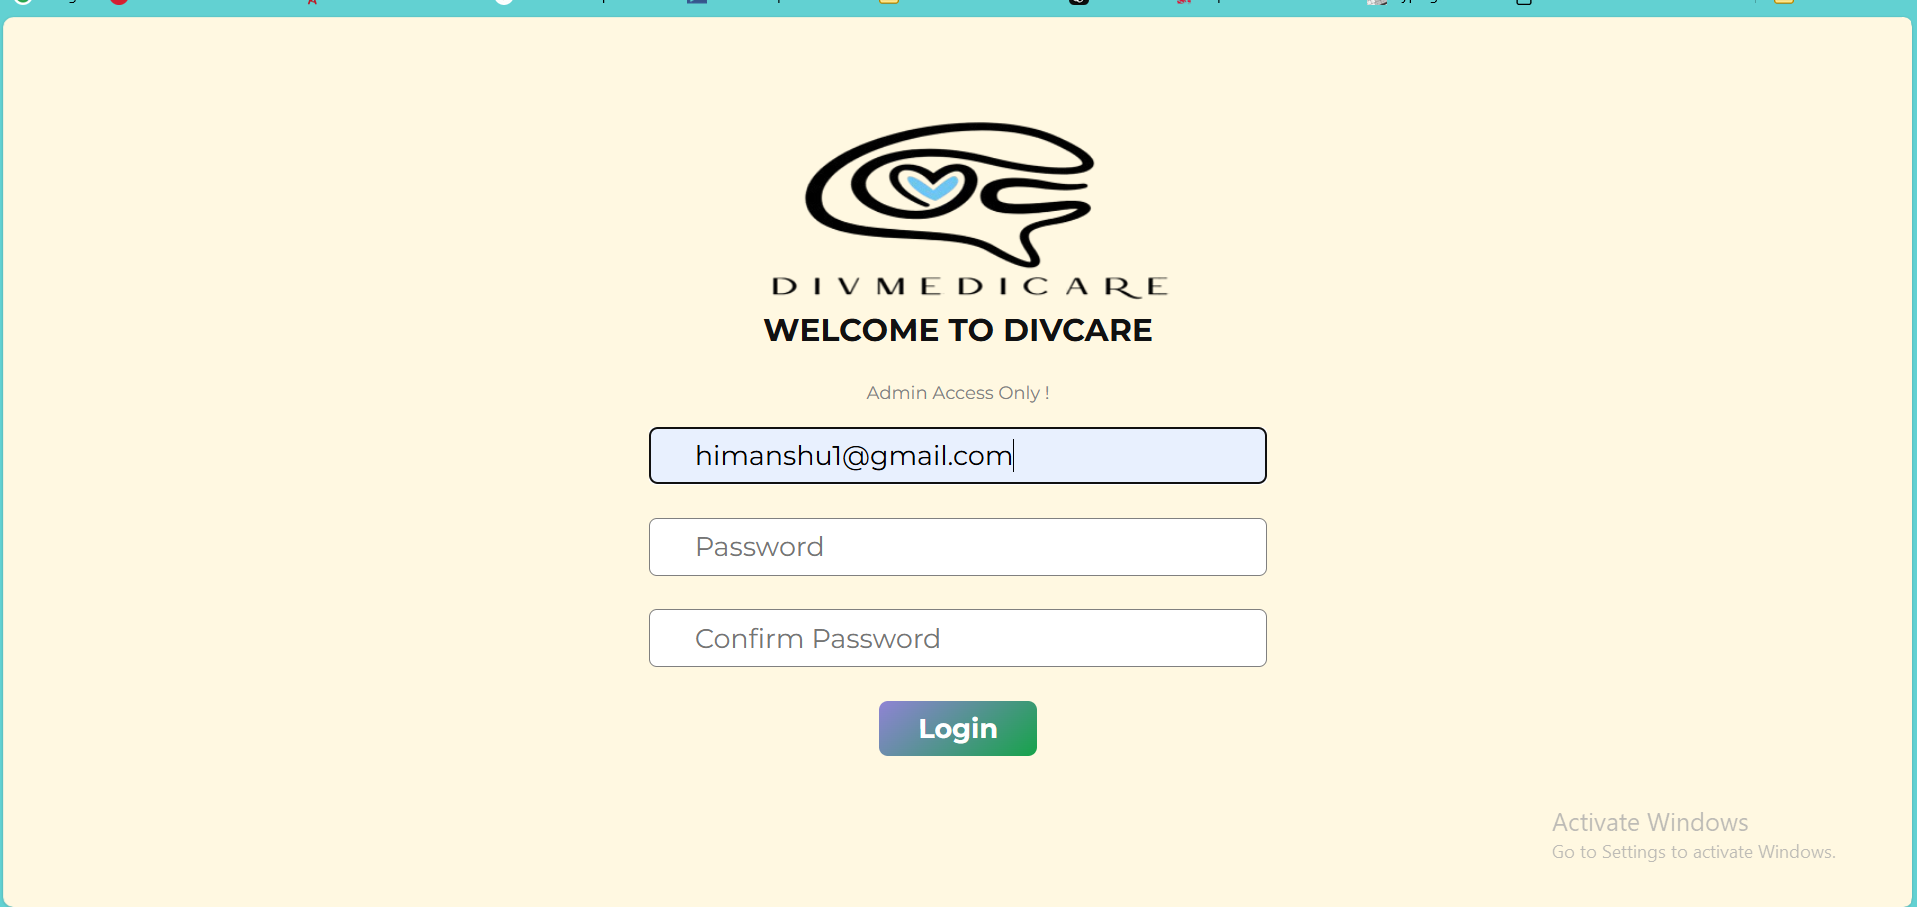 DIVMEDICARE
WELCOME TO DIVCARE
Admin Access Only !
himanshu1@gmail.com
Password
Confirm Password
Login
Activate Windows
Go to Settings to activate Windows.